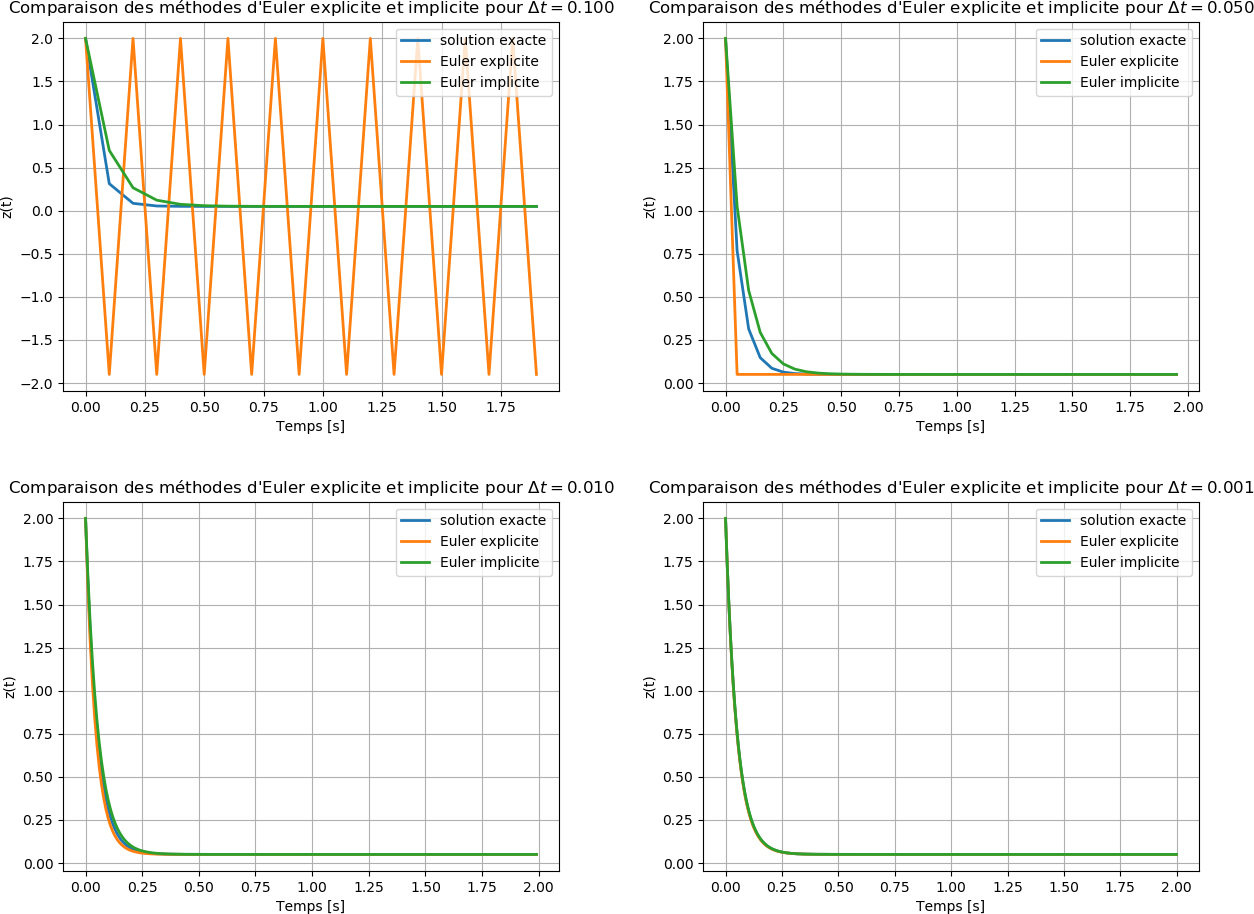 Comparaison des méthodes d'Euler explicite et implicite pour Δt = 0.100
solution exacte
Euler explicite
Euler implicite
2.0
1.5
1.0
0.5
0.0
−0.5
−1.0
−1.5
−2.0
z(t)
0.00 0.25 0.50 0.75 1.00 1.25 1.50 1.75
Temps [s]
Comparaison des méthodes d'Euler explicite et implicite pour Δt = 0.050
solution exacte
Euler explicite
Euler implicite
2.00
1.75
1.50
1.25
1.00
0.75
0.50
0.25
0.00
z(t)
0.00 0.25 0.50 0.75 1.00 1.25 1.50 1.75 2.00
Temps [s]
Comparaison des méthodes d'Euler explicite et implicite pour Δt = 0.010
solution exacte
Euler explicite
Euler implicite
2.00
1.75
1.50
1.25
1.00
0.75
0.50
0.25
0.00
z(t)
0.00 0.25 0.50 0.75 1.00 1.25 1.50 1.75 2.00
Temps [s]
Comparaison des méthodes d'Euler explicite et implicite pour Δt = 0.001
solution exacte
Euler explicite
Euler implicite
2.00
1.75
1.50
1.25
1.00
0.75
0.50
0.25
0.00
z(t)
0.00 0.25 0.50 0.75 1.00 1.25 1.50 1.75 2.00
Temps [s]